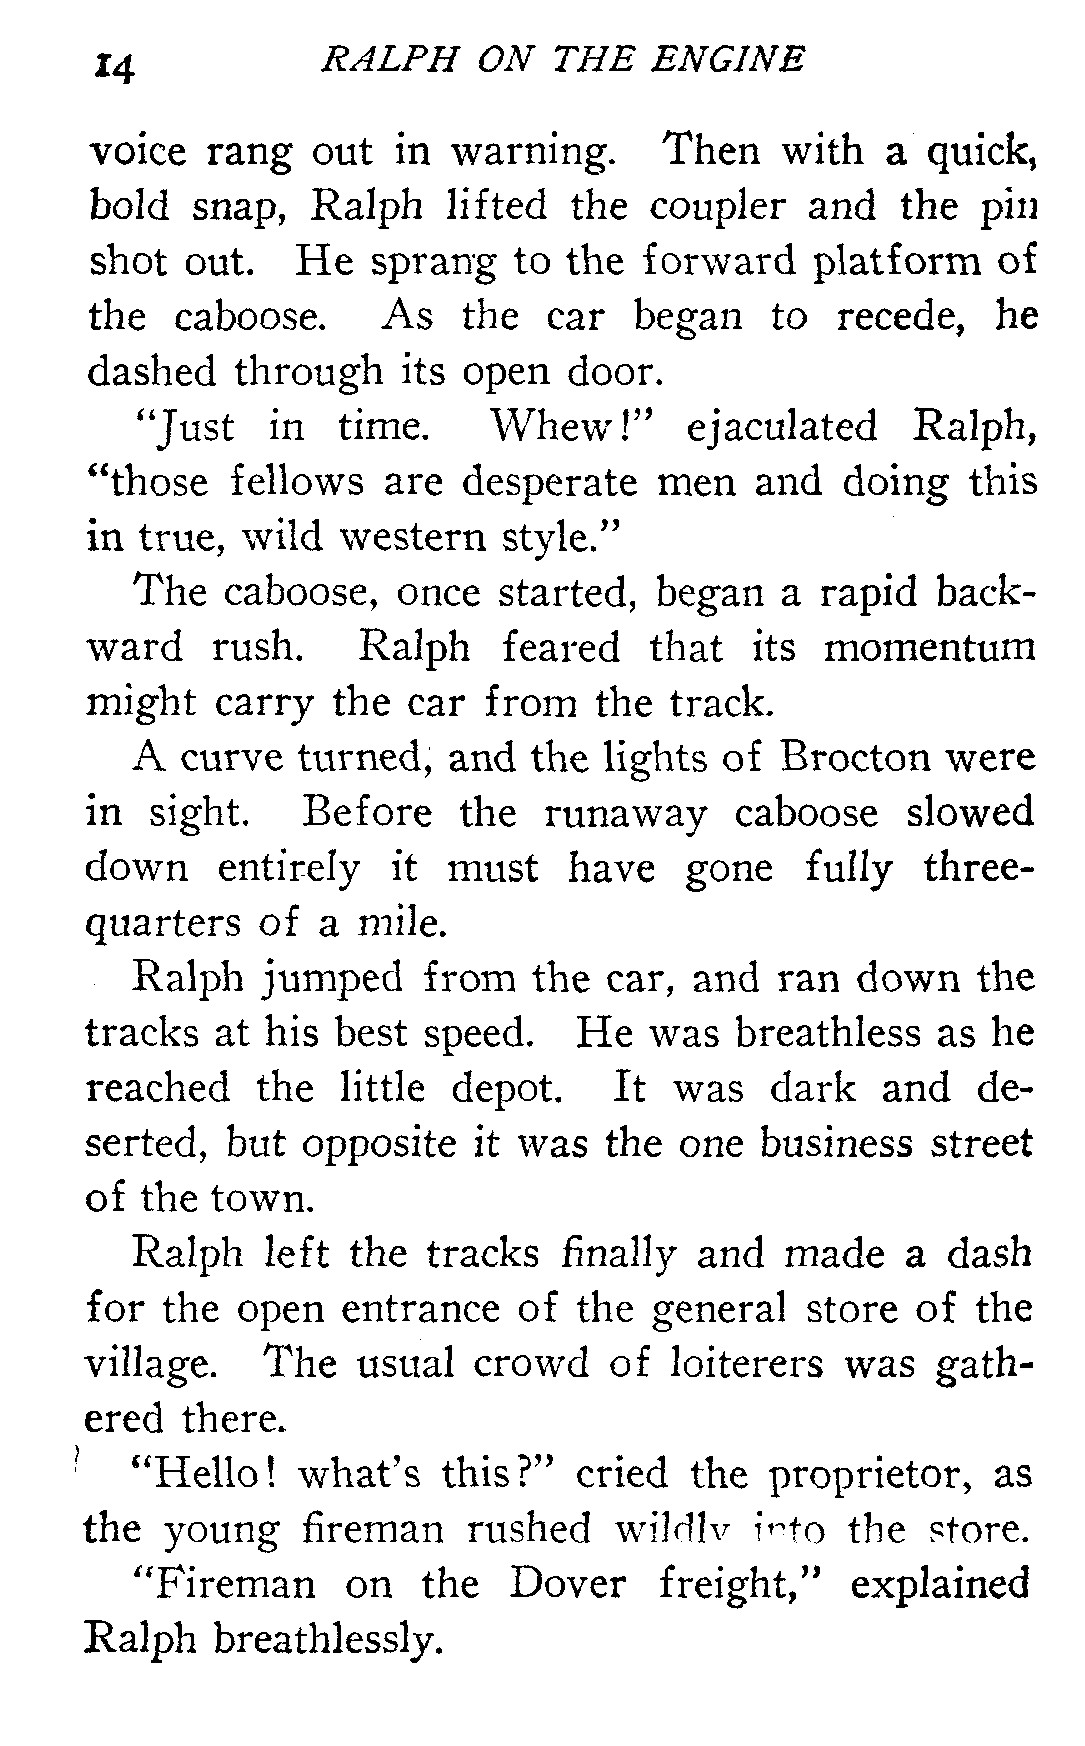 14 RALPH ON THE ENGINE
voice rang out in warning. Then with a quick,
bold snap, Ralph lifted the coupler and the pin
shot out. He sprang to the forward platform of
the caboose. As the car began to recede, he
dashed through its open door.
“Just in time. Whew!” ejaculated Ralph,
“those fellows are desperate men and doing this
in true, wild western style.”
The caboose, once started, began a rapid back-
ward rush. Ralph feared that its momentum
might carry the car from the track.
A curve turned, and the lights of Brocton were
in sight. Before the runaway caboose slowed
down entirely it must have gone fully three-
quarters of a mile.
Ralph jumped from the car, and ran down the
tracks at his best speed. He was breathless as he
reached the little depot. It was dark and de-
serted, but opposite it was the one business street
of the town.
Ralph left the tracks finally and made a dash
for the open entrance of the general store of the
village. The usual crowd of loiterers was gath-
ered there.
“Hello! what's this?” cried the proprietor, as
the young fireman rushed wildly into the store.
“Fireman on the Dover freight,” explained
Ralph breathlessly.